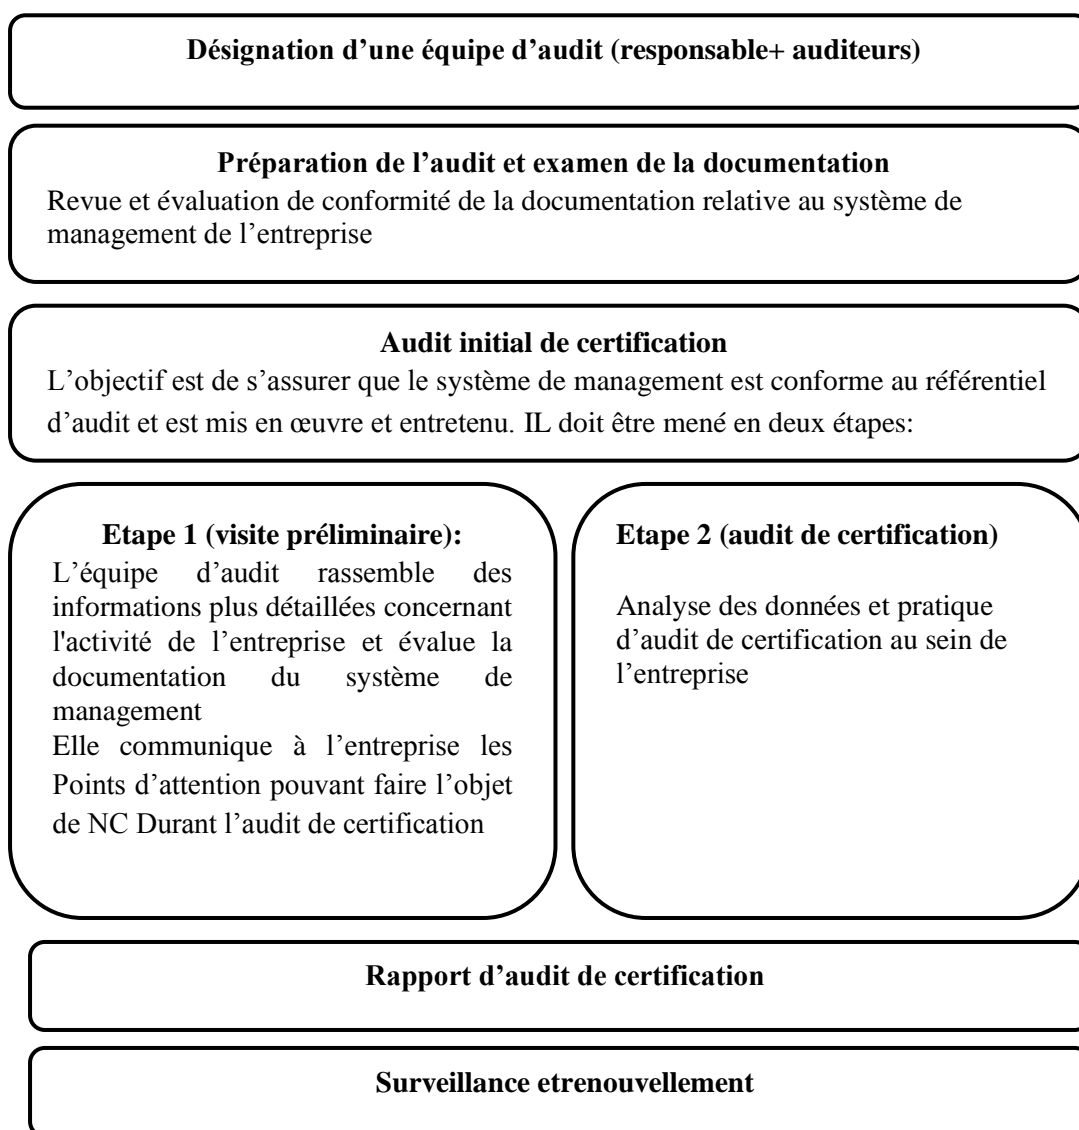 Désignation d’une équipe d’audit (responsable+ auditeurs)
Préparation de l’audit et examen de la documentation
Revue et évaluation de conformité de la documentation relative au système de
management de l’entreprise
Audit initial de certification
L’objectif est de s’assurer que le système de management est conforme au référentiel
d’audit et est mis en œuvre et entretenu. IL doit être mené en deux étapes:
Etape 1 (visite préliminaire):
L’équipe d’audit rassemble des
informations plus détaillées concernant
l'activité de l’entreprise et évalue la
documentation du système de
management
Elle communique à l’entreprise les
Points d’attention pouvant faire l’objet
de NC Durant l’audit de certification
Etape 2 (audit de certification)
Analyse des données et pratique
d’audit de certification au sein de
l’entreprise
Rapport d’audit de certification
Surveillance etrenouvellement